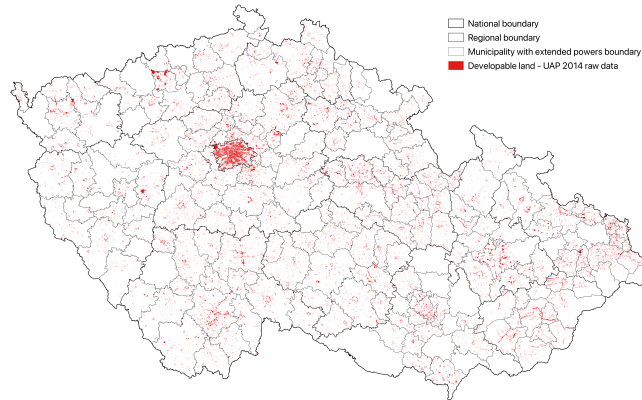 National boundary
Regional boundary
Municipality with extended powers boundary
Developable land - UAP 2014 raw data